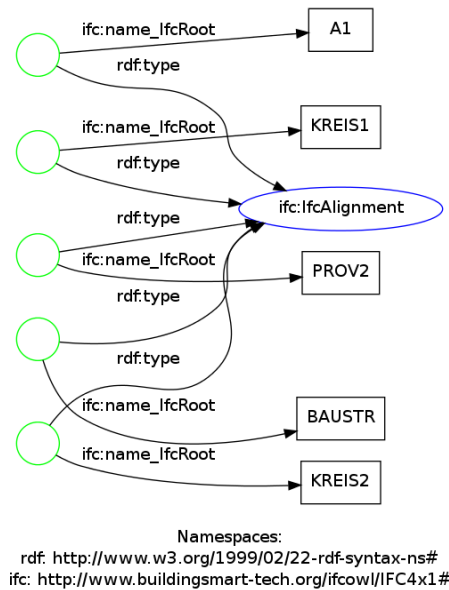 ifc:name_IfcRoot
A1
rdf:type
ifc:name_IfcRoot
KREIS1
rdf:type
ifc:IfcAlignment
rdf:type
ifc:name_IfcRoot
PROV2
rdf:type
rdf:type
ifc:name_IfcRoot
BAUSTR
ifc:name_IfcRoot
KREIS2
Namespaces:
rdf: http://www.w3.org/1999/02/22-rdf-syntax-ns#
ifc: http://www.buildingsmart-tech.org/ifcowl/IFC4x1#